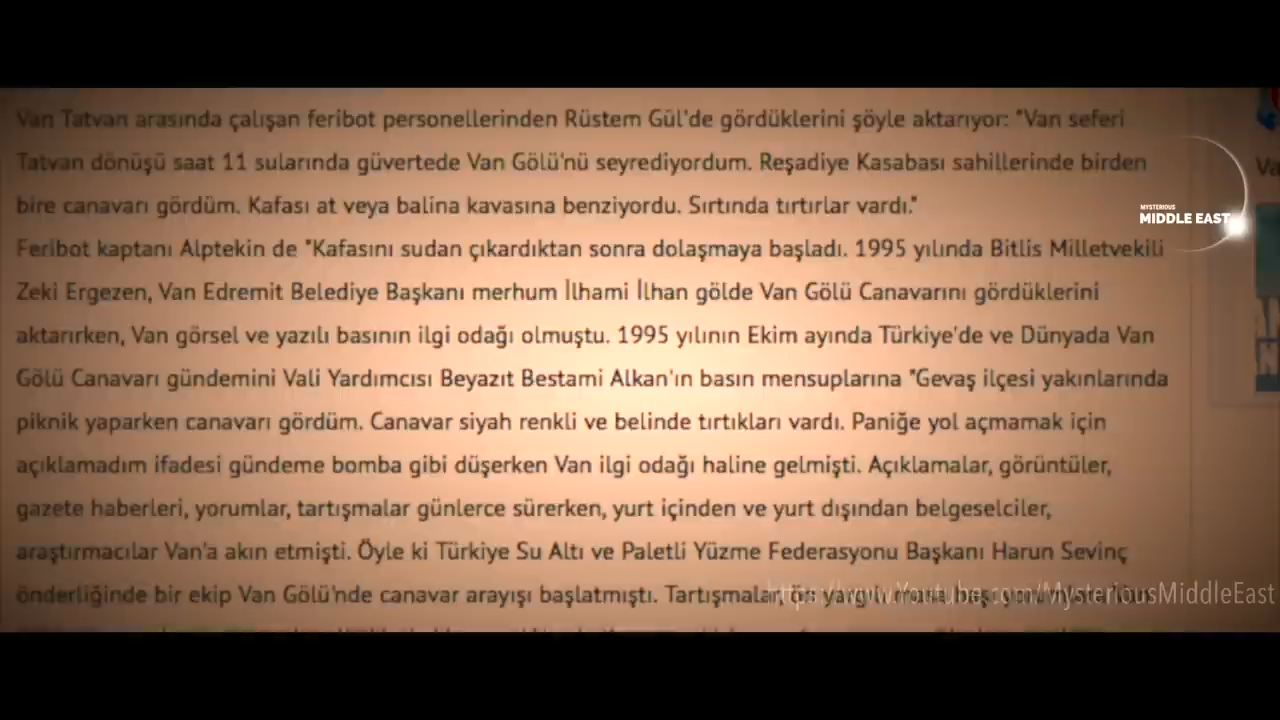 Van Tatvan arasında çalışan feribot personellerinden Rüstem Gül'de gördüklerini şöyle aktarıyor: "Van seferi
Tatvan dönüşü saat 11 sularında güvertede Van Gölü'nü seyrediyordum. Reşadiye Kasabası sahillerinde birden
bire canavarı gördüm. Kafası at veya balina kavasına benziyordu. Sırtında tırtırlar vardı."
Feribot kaptanı Alptekin de "Kafasını sudan çıkardıktan sonra dolaşmaya başladı. 1995 yılında Bitlis Milletvekili
Zeki Ergezen, Van Edremit Belediye Başkanı merhum İlhami İlhan gölde Van Gölü Canavarını gördüklerini
aktarırken, Van görsel ve yazılı basının ilgi odağı olmuştu. 1995 yılının Ekim ayında Türkiye'de ve Dünyada Van
Gölü Canavarı gündemini Vali Yardımcısı Beyazıt Bestami Alkan'ın basın mensuplarına "Gevaş ilçesi yakınlarında
piknik yaparken canavarı gördüm. Canavar siyah renkli ve belinde tırtıkları vardı. Paniğe yol açmamak için
açıklamadım ifadesi gündeme bomba gibi düşerken Van ilgi odağı haline gelmişti. Açıklamalar, görüntüler,
gazete haberleri, yorumlar, tartışmalar günlerce sürerken, yurt içinden ve yurt dışından belgeselciler,
araştırmacılar Van'a akın etmişti. Öyle ki Türkiye Su Altı ve Paletli Yüzme Federasyonu Başkanı Harun Sevinç
önderliğinde bir ekip Van Gölü'nde canavar arayışı başlatmıştı. Tartışmalar,
MYSTERIOUS
MIDDLE EAST
https://www.Youtube.com/MysteriousMiddleEast